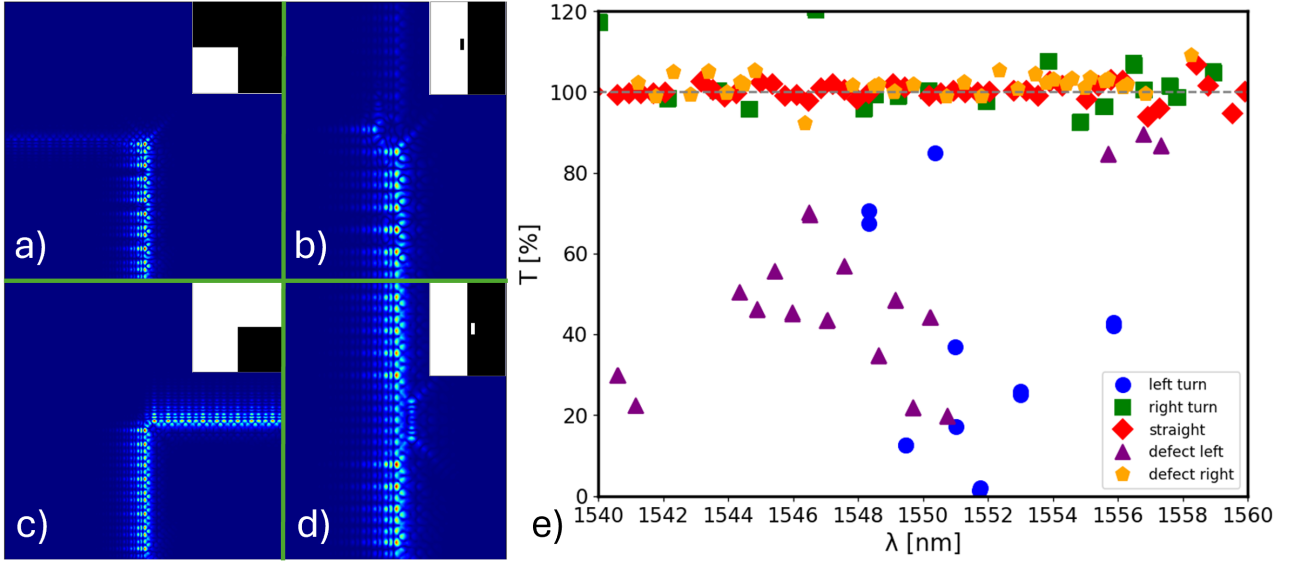 a)
b)
c)
d)
e)
T [%]
120
100
80
60
40
20
0
1540 1542 1544 1546 1548 1550 1552 1554 1556 1558 1560
λ [nm]
left turn
right turn
straight
defect left
defect right